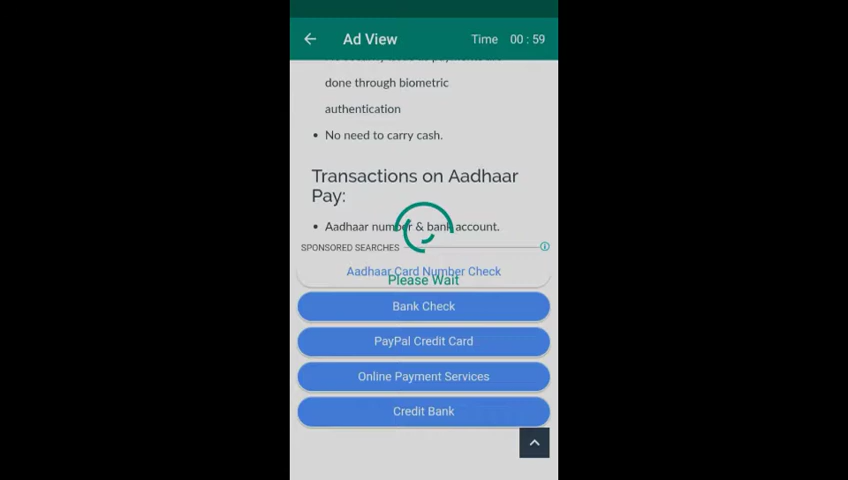 Ad View Time 00 : 59
done through biometric
authentication
• No need to carry cash.
Transactions on Aadhaar
Pay:
• Aadhaar number & bank account.
SPONSORED SEARCHES
Aadhaar Card Number Check
Please Wait
Bank Check
PayPal Credit Card
Online Payment Services
Credit Bank